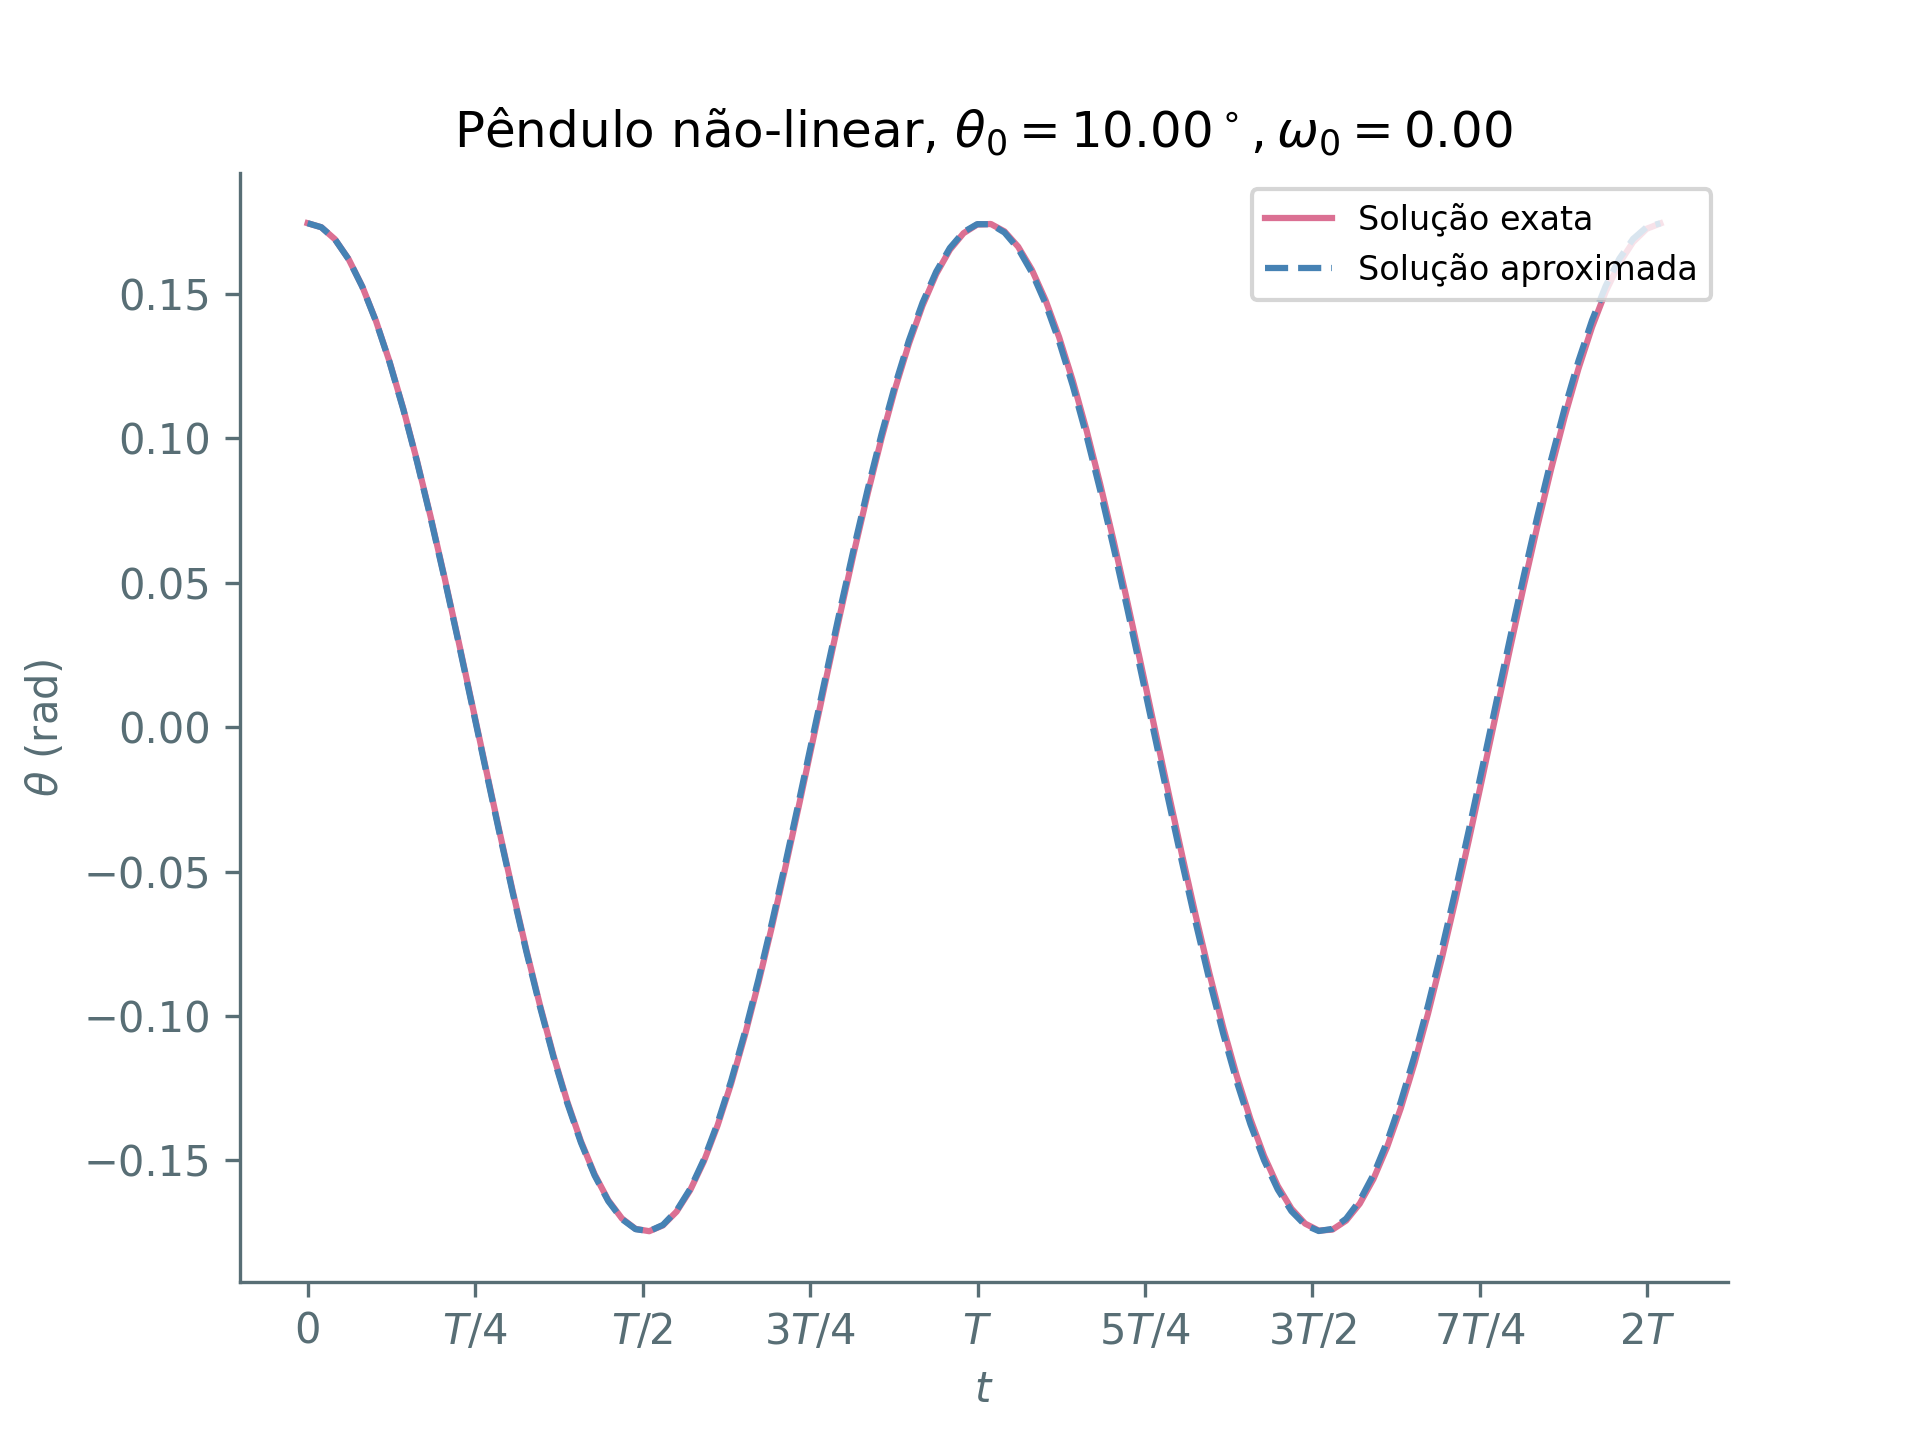 Pêndulo não-linear, θ₀ = 10.00°, ω₀ = 0.00
Solução exata
Solução aproximada
θ (rad)
0.15
0.10
0.05
0.00
−0.05
−0.10
−0.15
0 T/4 T/2 3T/4 T 5T/4 3T/2 7T/4 2T
t